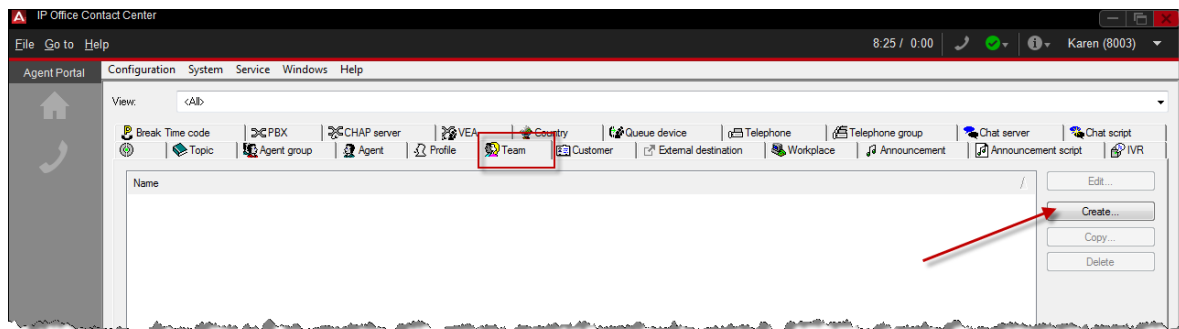 IP Office Contact Center
File Go to Help 8:25 / 0:00 Karen (8003)
Agent Portal Configuration System Service Windows Help
View: <All>
Break Time code PBX CHAP server VEA Country Queue device Telephone Telephone group Chat server Chat script
Topic Agent group Agent Profile Team Customer External destination Workplace Announcement Announcement script IVR
Name Edit...
Create...
Copy...
Delete